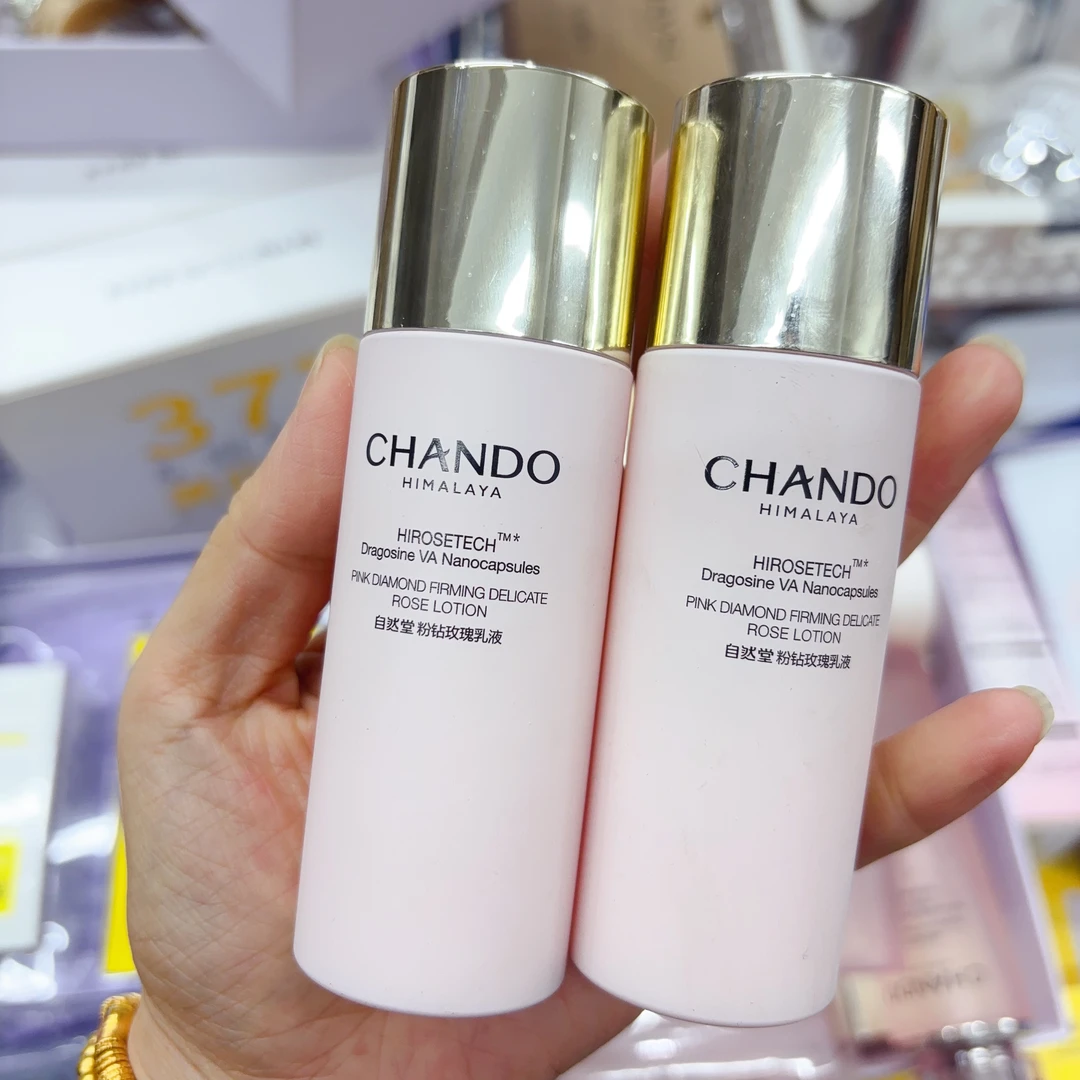 37
CHANDO
HIMALAYA
HIROSETECH™*
Dragosine VA Nanocapsules
PINK DIAMOND FIRMING DELICATE
ROSE LOTION
自然堂 粉钻玫瑰乳液
CHANDO
HIMALAYA
HIROSETECH™*
Dragosine VA Nanocapsules
PINK DIAMOND FIRMING DELICATE
ROSE LOTION
自然堂 粉钻玫瑰乳液